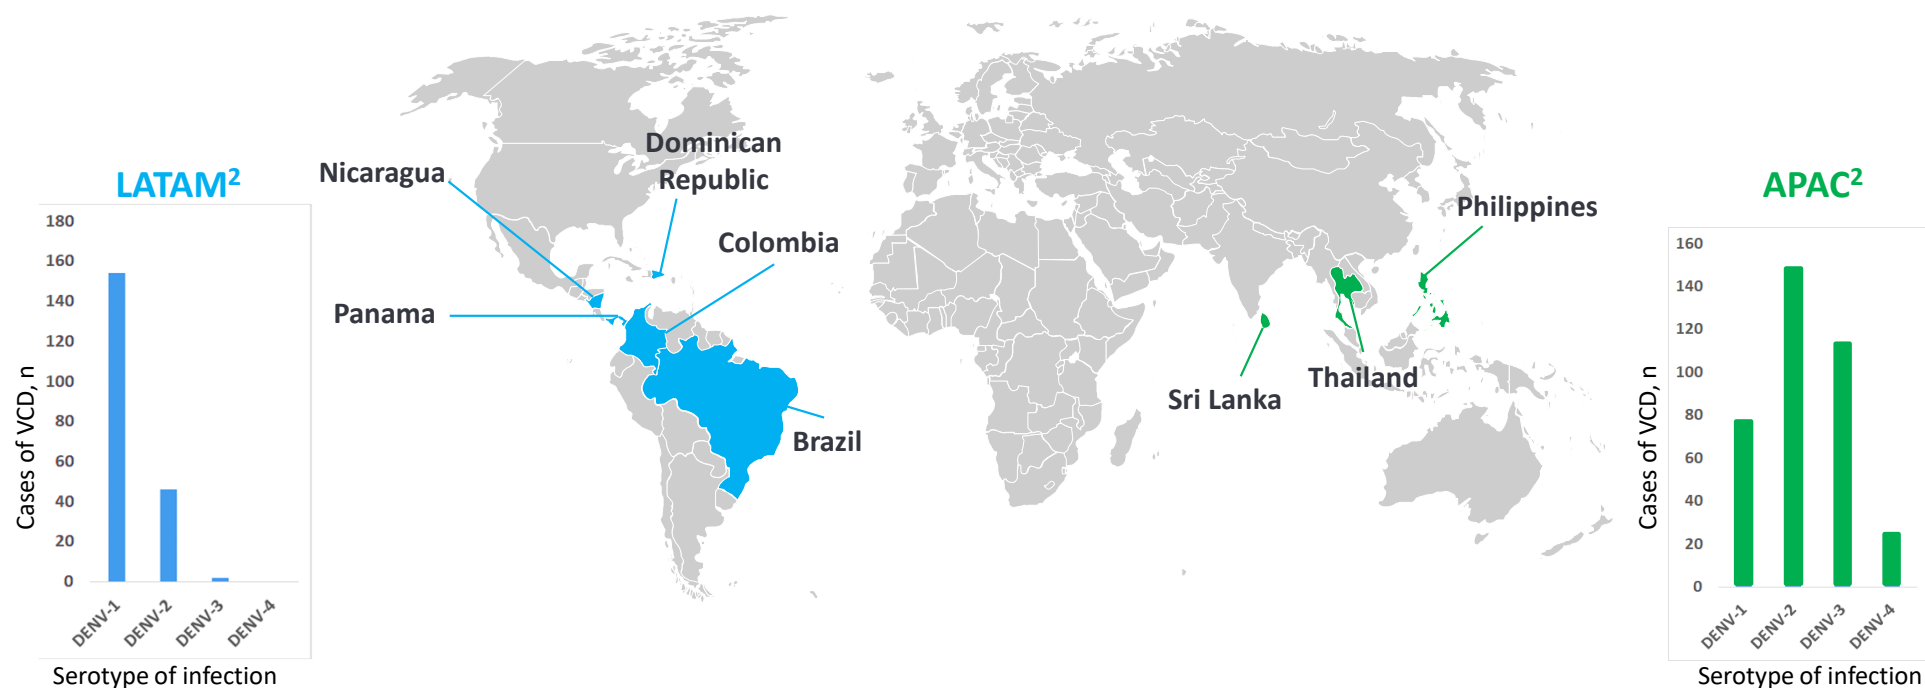 LATAM²
180
160
140
120
100
80
60
40
20
0
Cases of VCD, n
DENV-1
DENV-2
DENV-3
DENV-4
Serotype of infection
Nicaragua
Dominican
Republic
Colombia
Panama
Brazil
Philippines
Sri Lanka
Thailand
APAC²
160
140
120
100
80
60
40
20
0
Cases of VCD, n
DENV-1
DENV-2
DENV-3
DENV-4
Serotype of infection